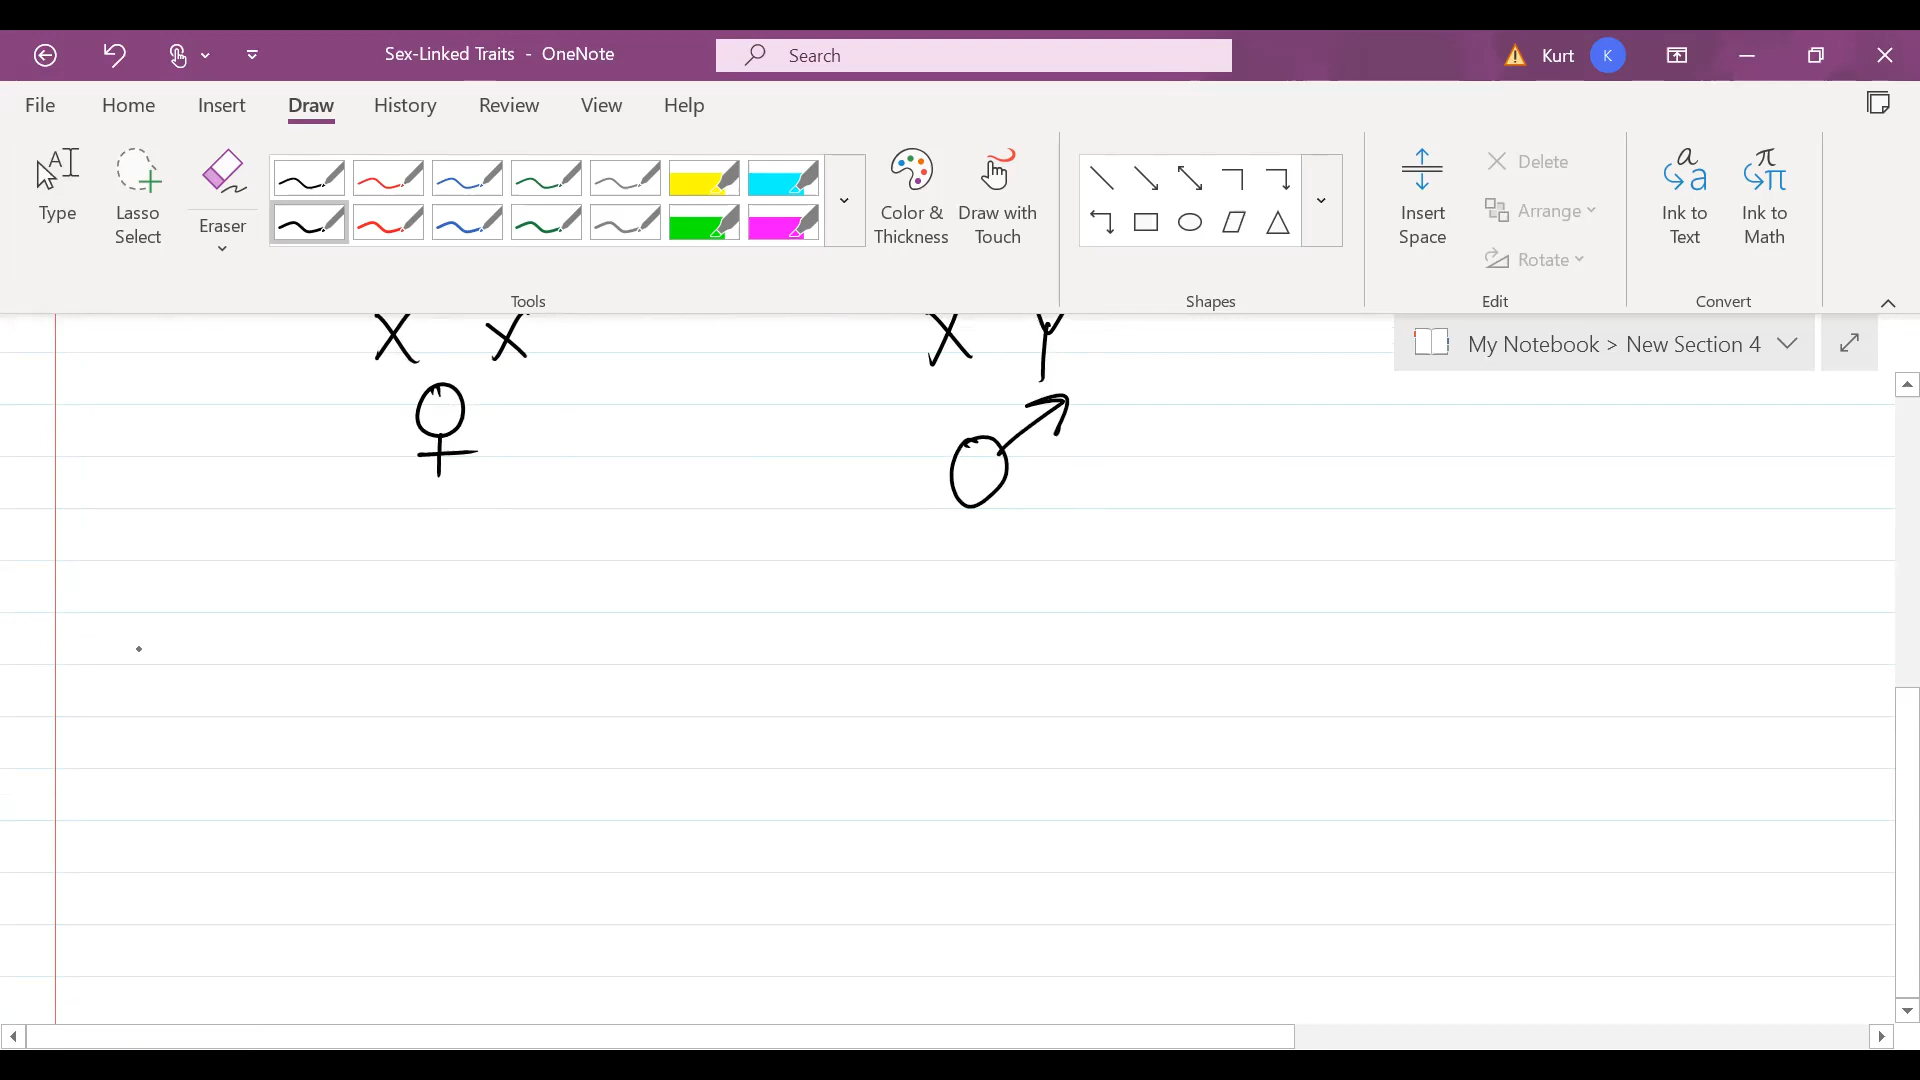 Sex-Linked Traits - OneNote
Search
Kurt
K
File Home Insert Draw History Review View Help
Type
Lasso Select
Eraser
Color & Thickness
Draw with Touch
Tools
Shapes
Insert Space
Delete
Arrange
Rotate
Edit
Ink to Text
Ink to Math
Convert
My Notebook > New Section 4
X X
X Y